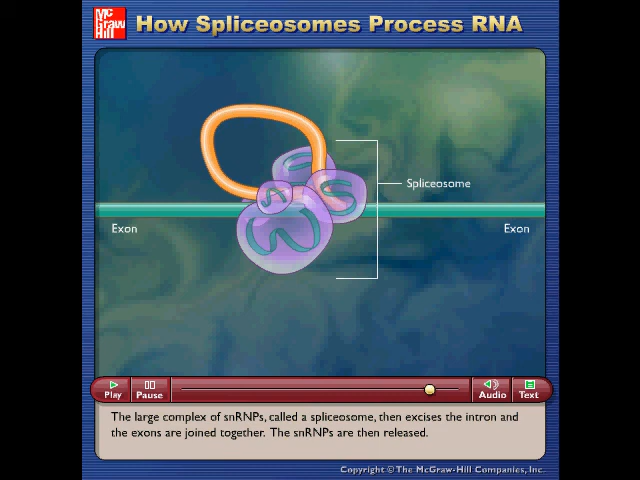 Mc
Graw
Hill
How Spliceosomes Process RNA
Spliceosome
Exon
Exon
Play
Pause
Audio
Text
The large complex of snRNPs, called a spliceosome, then excises the intron and
the exons are joined together. The snRNPs are then released.
Copyright © The McGraw-Hill Companies, Inc.